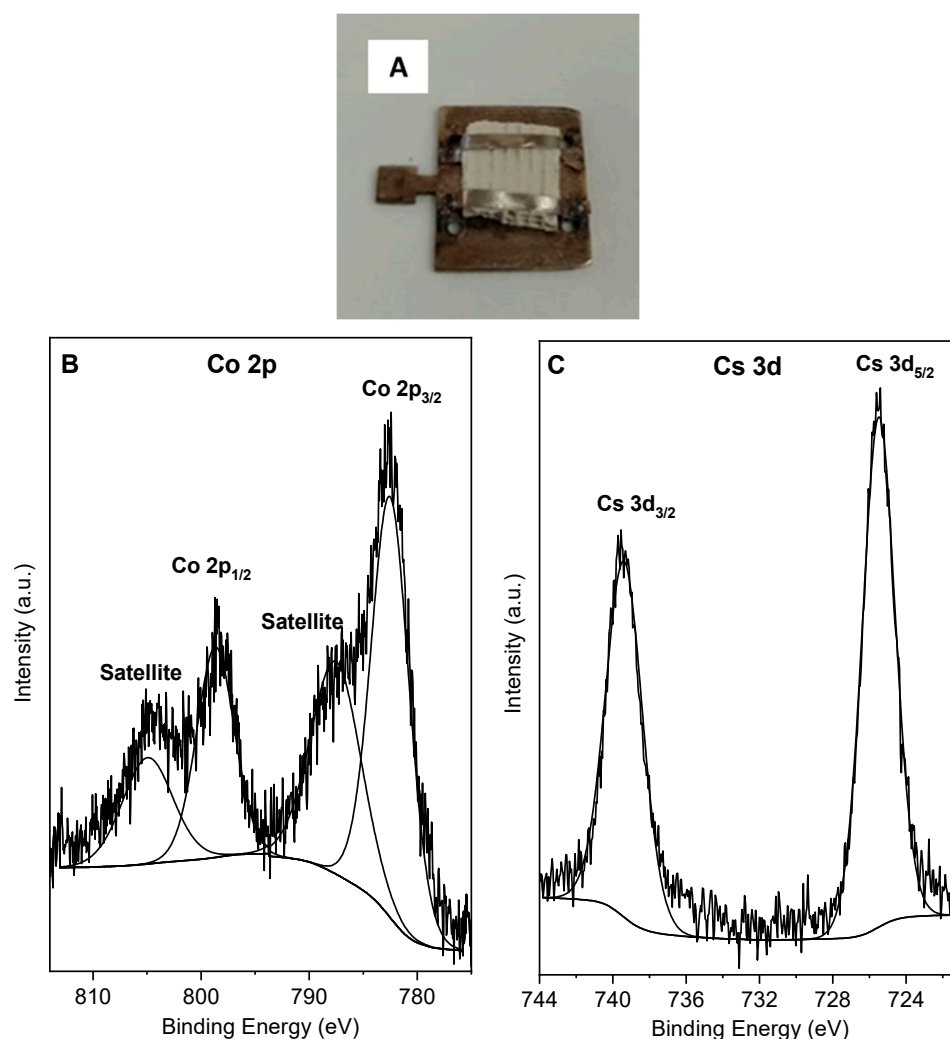 A
B
Co 2p
Co 2p3/2
Co 2p1/2
Satellite
Satellite
Intensity (a.u.)
810 800 790 780
Binding Energy (eV)
C
Cs 3d
Cs 3d5/2
Cs 3d3/2
Intensity (a.u.)
744 740 736 732 728 724
Binding Energy (eV)